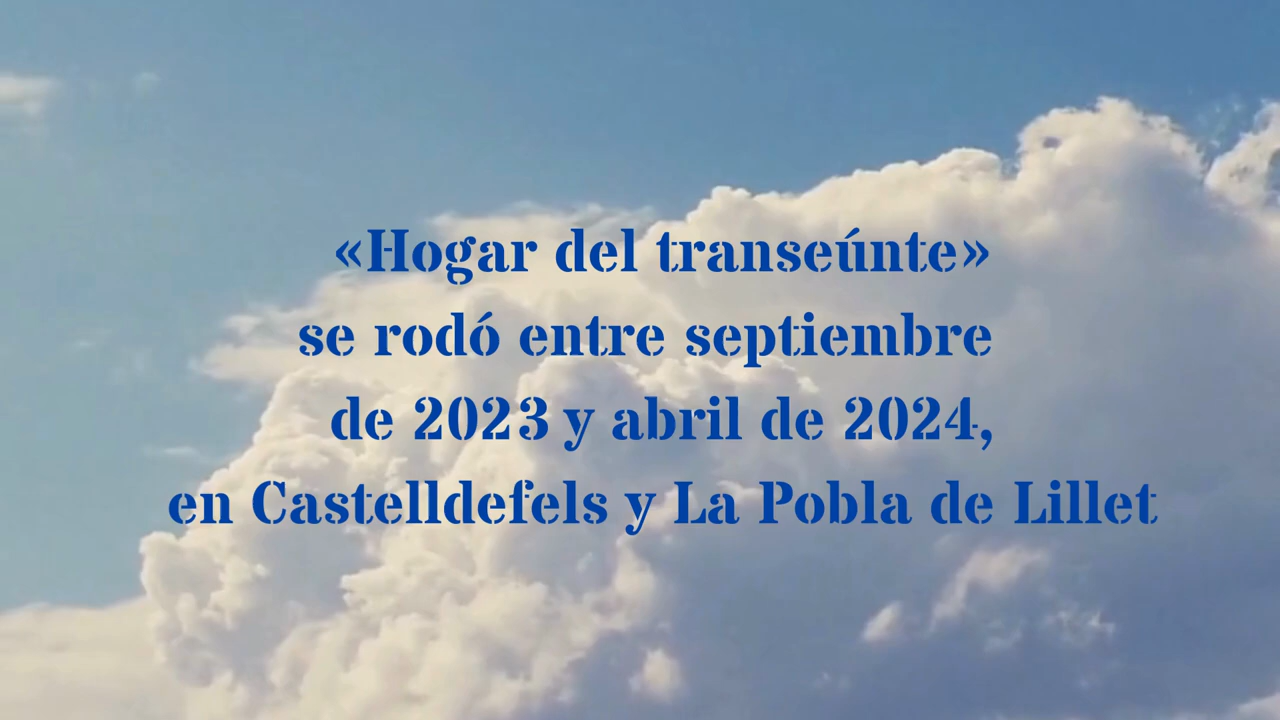 «Hogar del transeúnte»
se rodó entre septiembre
de 2023 y abril de 2024,
en Castelldefels y La Pobla de Lillet